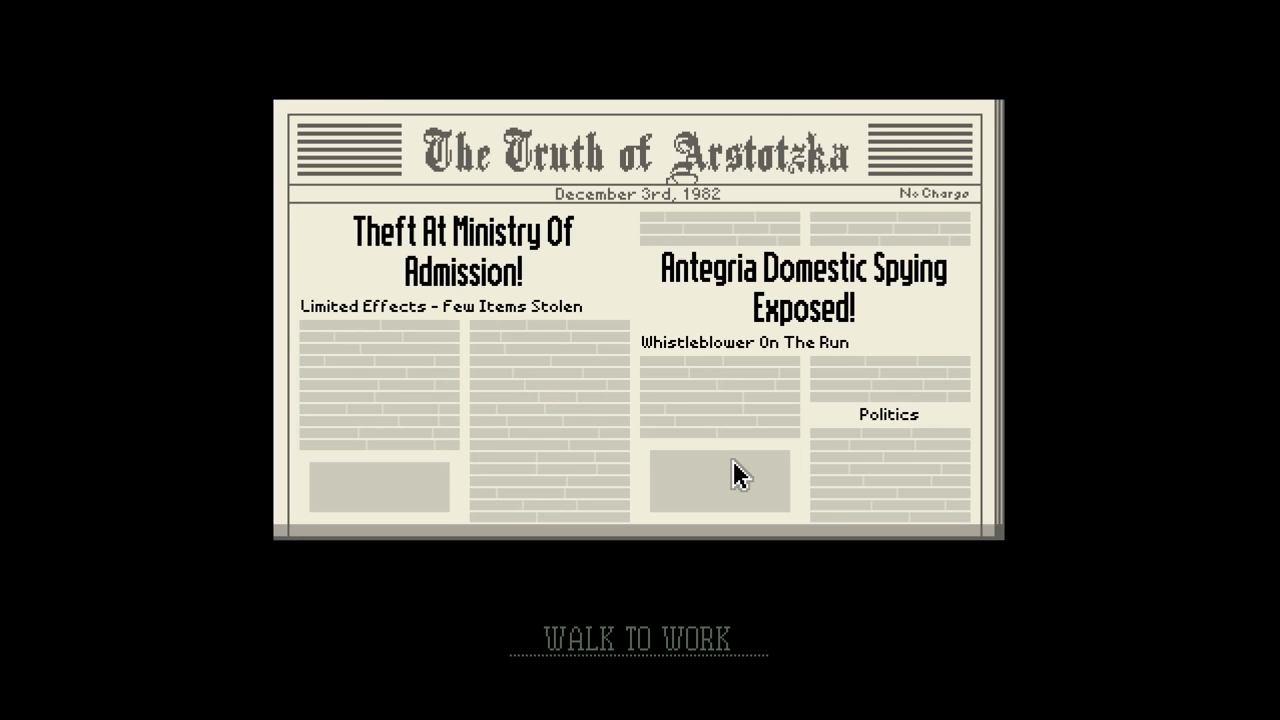 The Truth of Arstotzka
December 3rd, 1982
No Charge
Theft At Ministry Of
Admission!
Limited Effects - Few Items Stolen
Antegria Domestic Spying
Exposed!
Whistleblower On The Run
Politics
WALK TO WORK